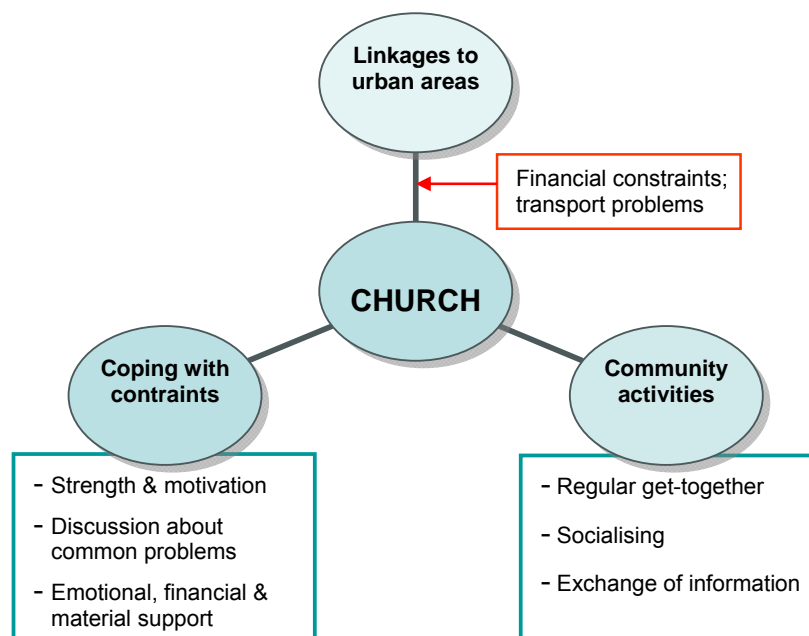 Linkages to
urban areas
Financial constraints;
transport problems
CHURCH
Coping with
contraints
Community
activities
- Strength & motivation
- Discussion about
common problems
- Emotional, financial &
material support
- Regular get-together
- Socialising
- Exchange of information